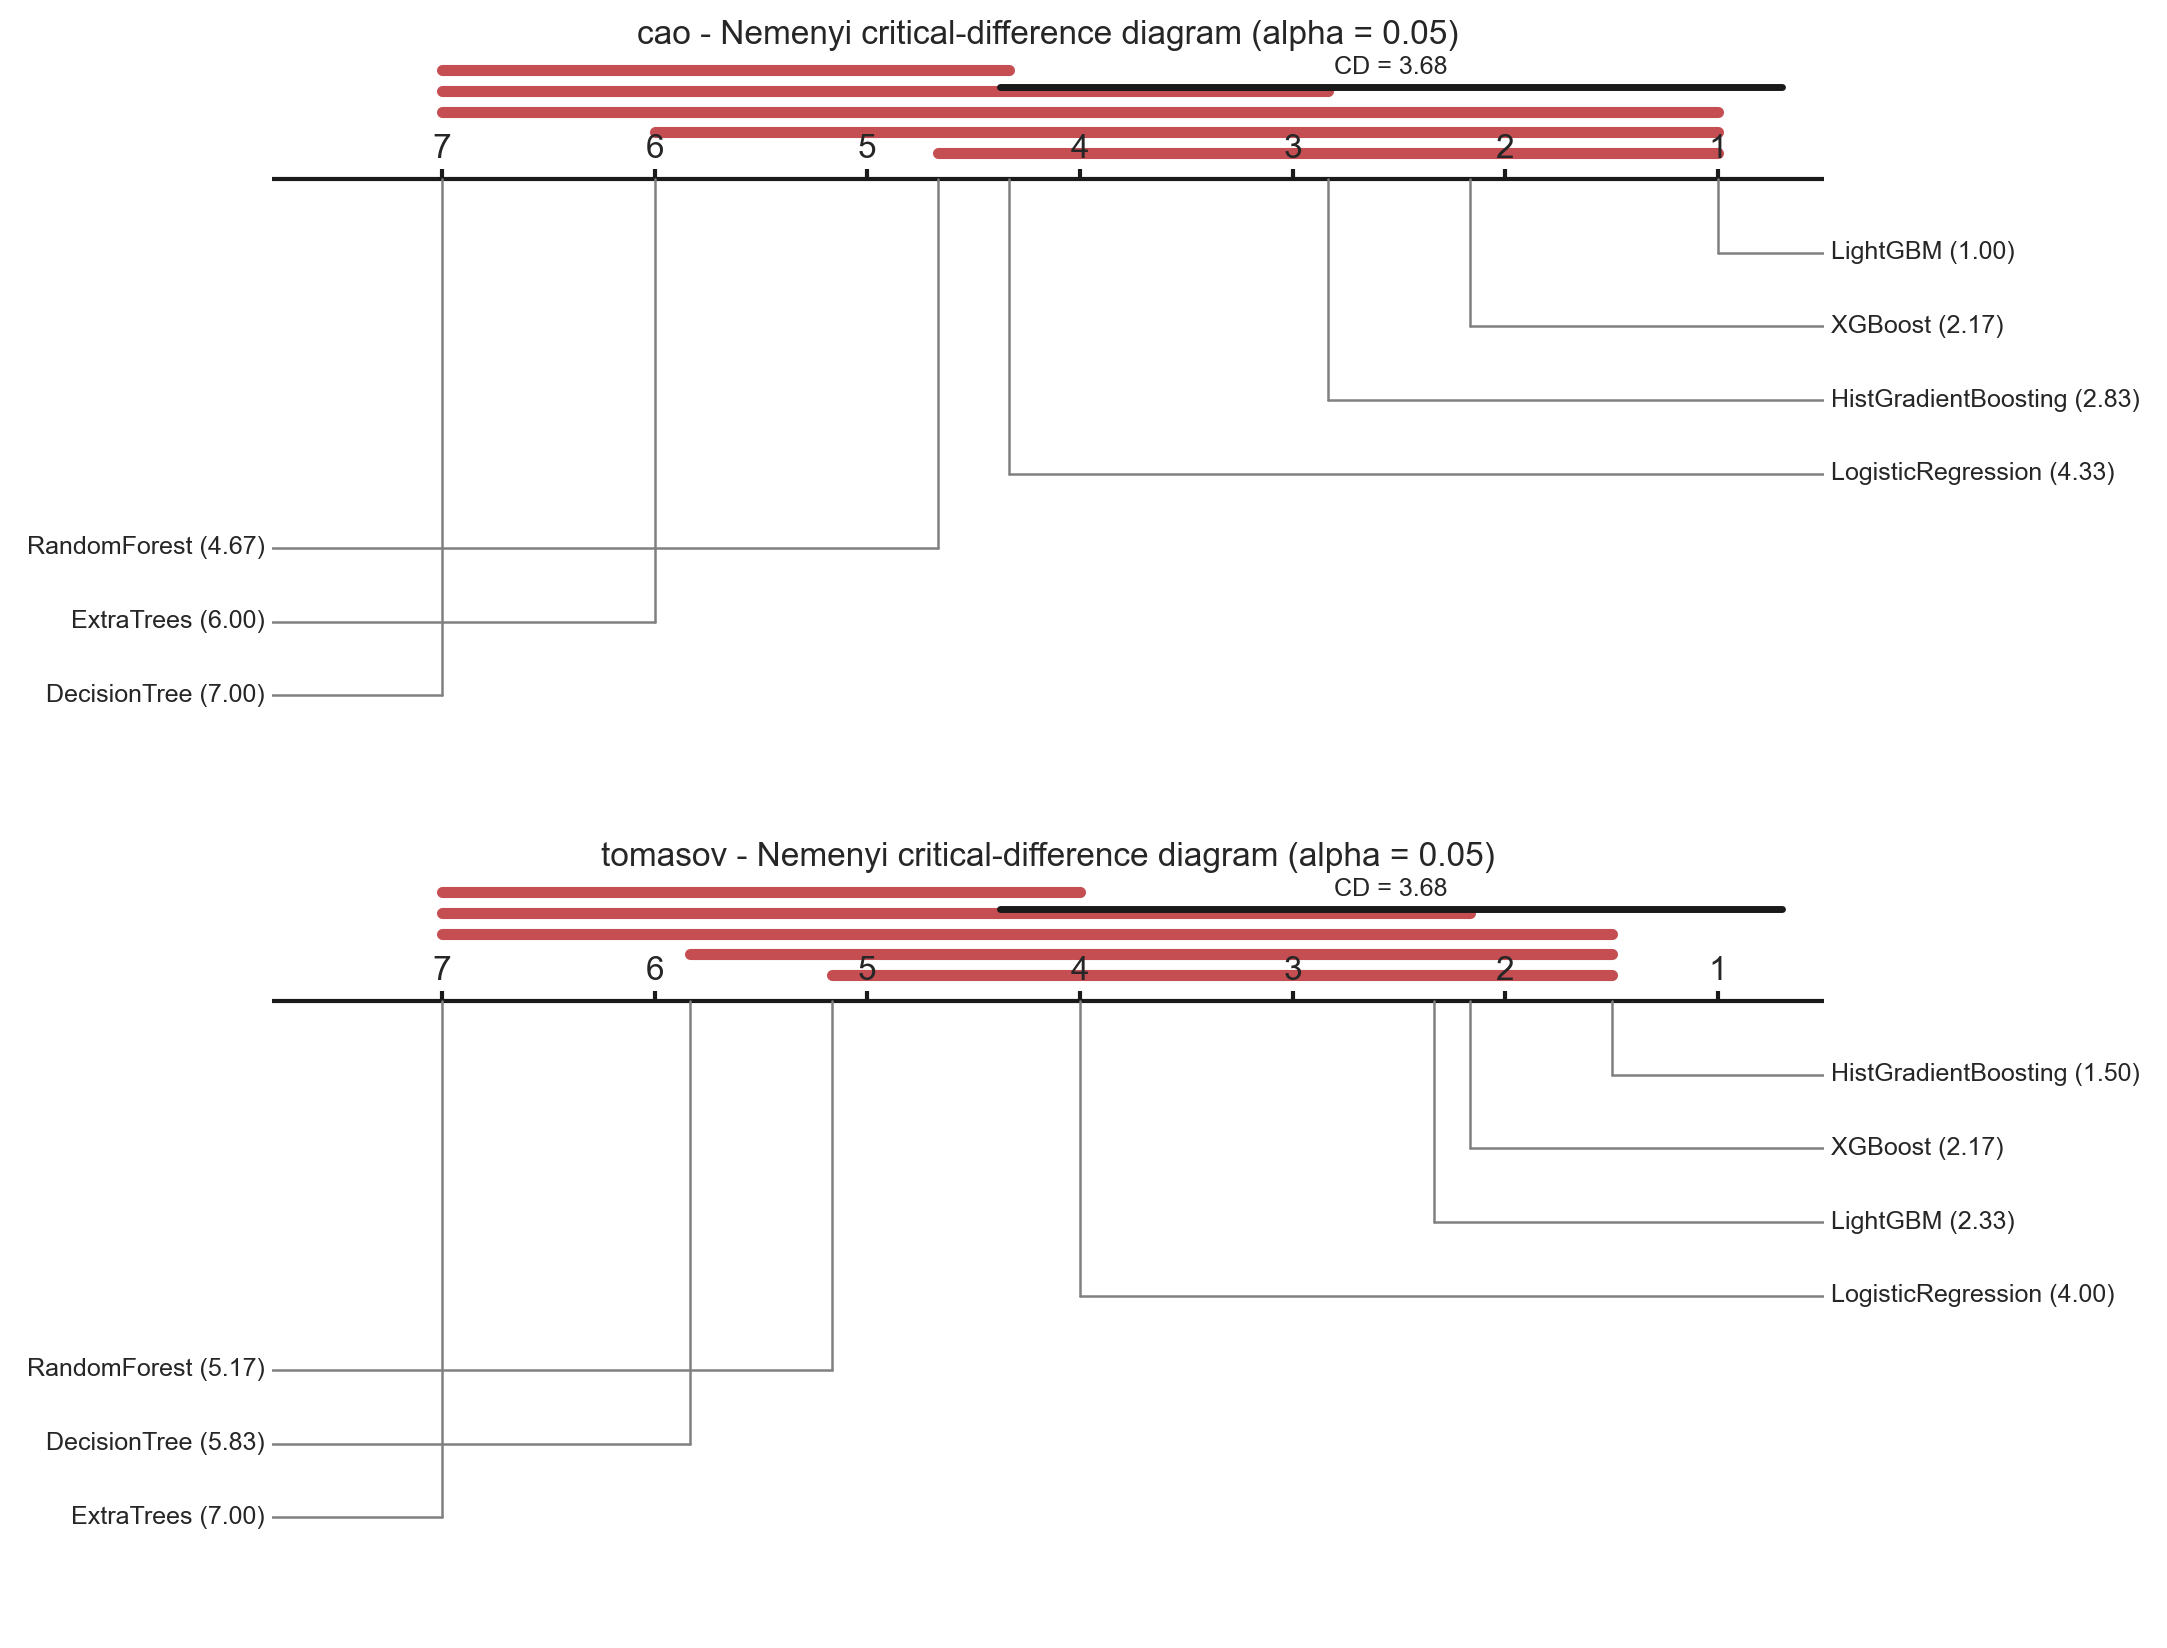 cao - Nemenyi critical-difference diagram (alpha = 0.05)
CD = 3.68
7 6 5 4 3 2 1
LightGBM (1.00)
XGBoost (2.17)
HistGradientBoosting (2.83)
LogisticRegression (4.33)
RandomForest (4.67)
ExtraTrees (6.00)
DecisionTree (7.00)
tomasov - Nemenyi critical-difference diagram (alpha = 0.05)
CD = 3.68
7 6 5 4 3 2 1
HistGradientBoosting (1.50)
XGBoost (2.17)
LightGBM (2.33)
LogisticRegression (4.00)
RandomForest (5.17)
DecisionTree (5.83)
ExtraTrees (7.00)